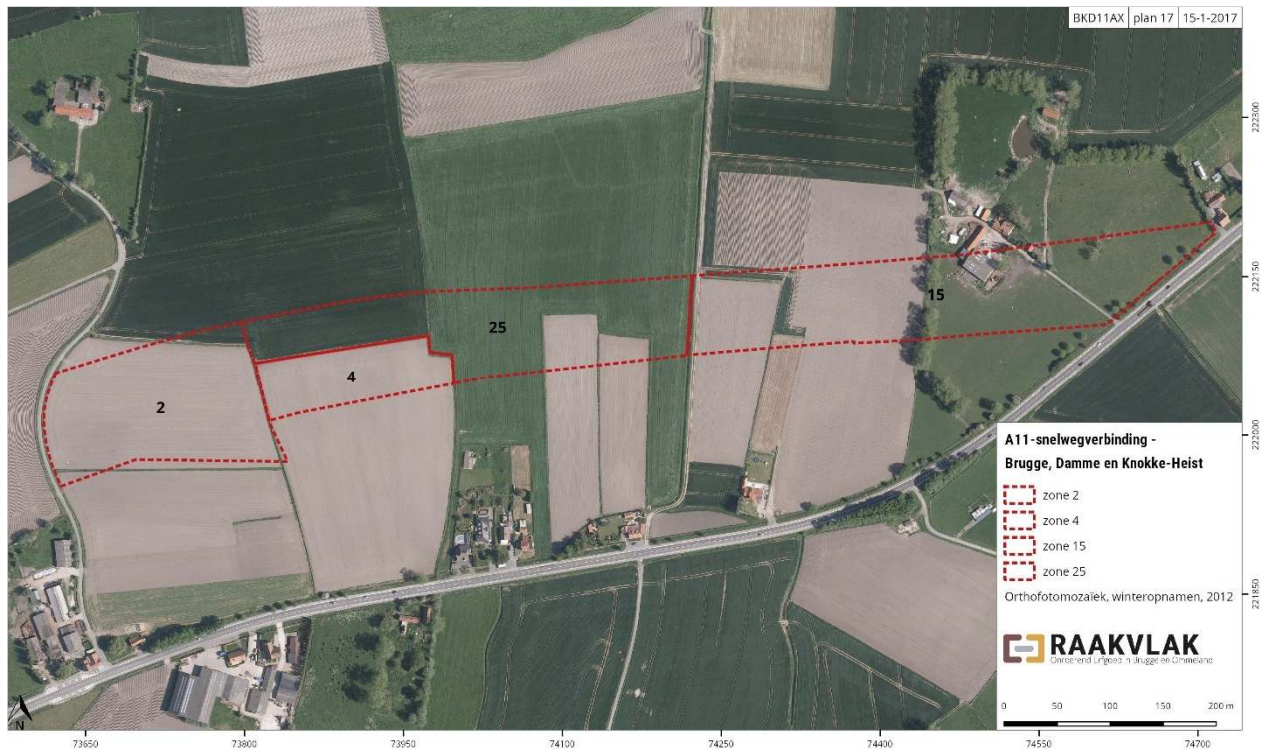 BKD11AX plan 17 15-1-2017
2
4
25
15
222300
222150
222000
221850
A11-snelwegverbinding -
Brugge, Damme en Knokke-Heist
zone 2
zone 4
zone 15
zone 25
Orthofotomozaïek, winteropnamen, 2012
RAAKVLAK
Onroerend Erfgoed in Brugge en Ommeland
0 50 100 150 200 m
N
73650 73800 73950 74100 74250 74400 74550 74700